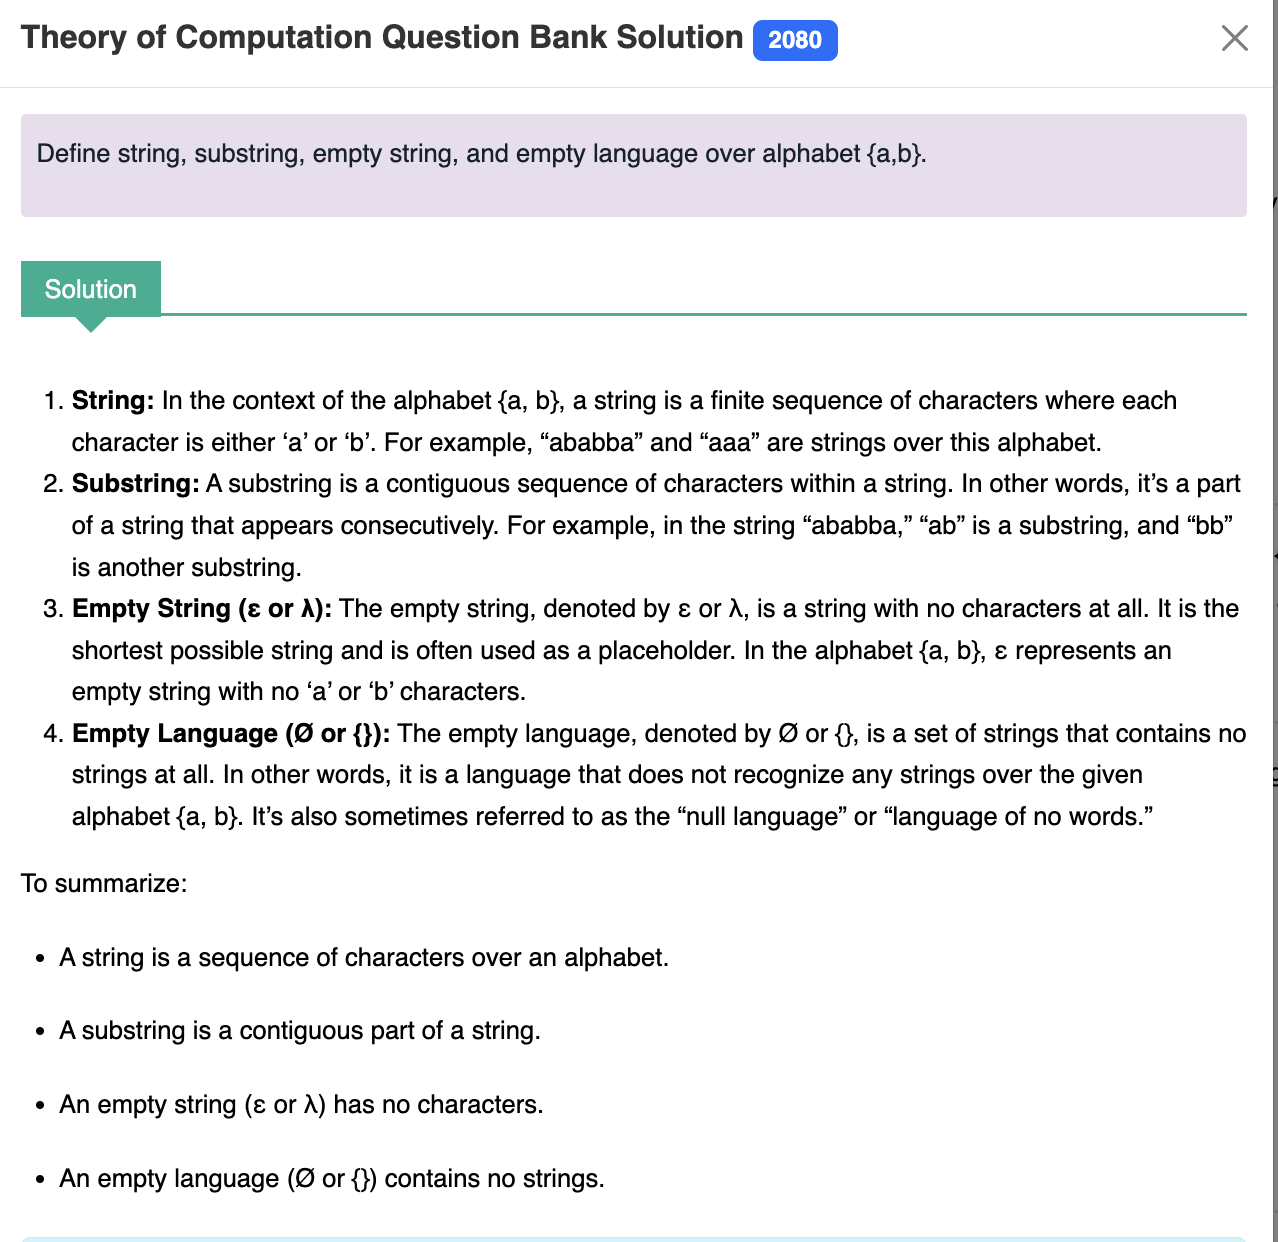 Theory of Computation Question Bank Solution 2080
Define string, substring, empty string, and empty language over alphabet {a,b}.
Solution
1. String: In the context of the alphabet {a, b}, a string is a finite sequence of characters where each
character is either ‘a’ or ‘b’. For example, “ababba” and “aaa” are strings over this alphabet.
2. Substring: A substring is a contiguous sequence of characters within a string. In other words, it’s a part
of a string that appears consecutively. For example, in the string “ababba,” “ab” is a substring, and “bb”
is another substring.
3. Empty String (ε or λ): The empty string, denoted by ε or λ, is a string with no characters at all. It is the
shortest possible string and is often used as a placeholder. In the alphabet {a, b}, ε represents an
empty string with no ‘a’ or ‘b’ characters.
4. Empty Language (Ø or {}): The empty language, denoted by Ø or {}, is a set of strings that contains no
strings at all. In other words, it is a language that does not recognize any strings over the given
alphabet {a, b}. It’s also sometimes referred to as the “null language” or “language of no words.”
To summarize:
• A string is a sequence of characters over an alphabet.
• A substring is a contiguous part of a string.
• An empty string (ε or λ) has no characters.
• An empty language (Ø or {}) contains no strings.